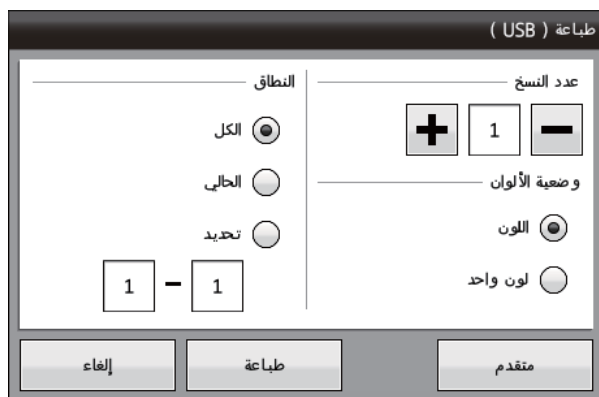 طباعة ( USB )
عدد النسخ
1
وضعية الألوان
اللون
لون واحد
النطاق
الكل
الحالي
تحديد
1 - 1
متقدم
طباعة
إلغاء